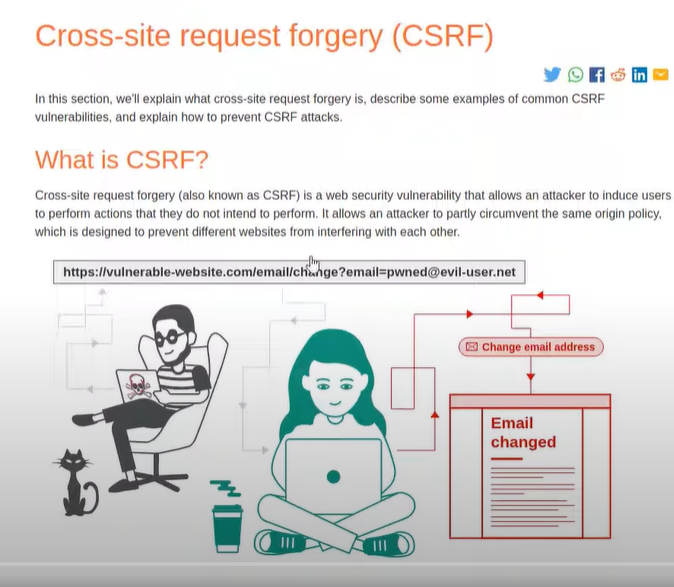 Cross-site request forgery (CSRF)
In this section, we'll explain what cross-site request forgery is, describe some examples of common CSRF
vulnerabilities, and explain how to prevent CSRF attacks.
What is CSRF?
Cross-site request forgery (also known as CSRF) is a web security vulnerability that allows an attacker to induce users
to perform actions that they do not intend to perform. It allows an attacker to partly circumvent the same origin policy,
which is designed to prevent different websites from interfering with each other.
https://vulnerable-website.com/email/change?email=pwned@evil-user.net
Change email address
Email
changed